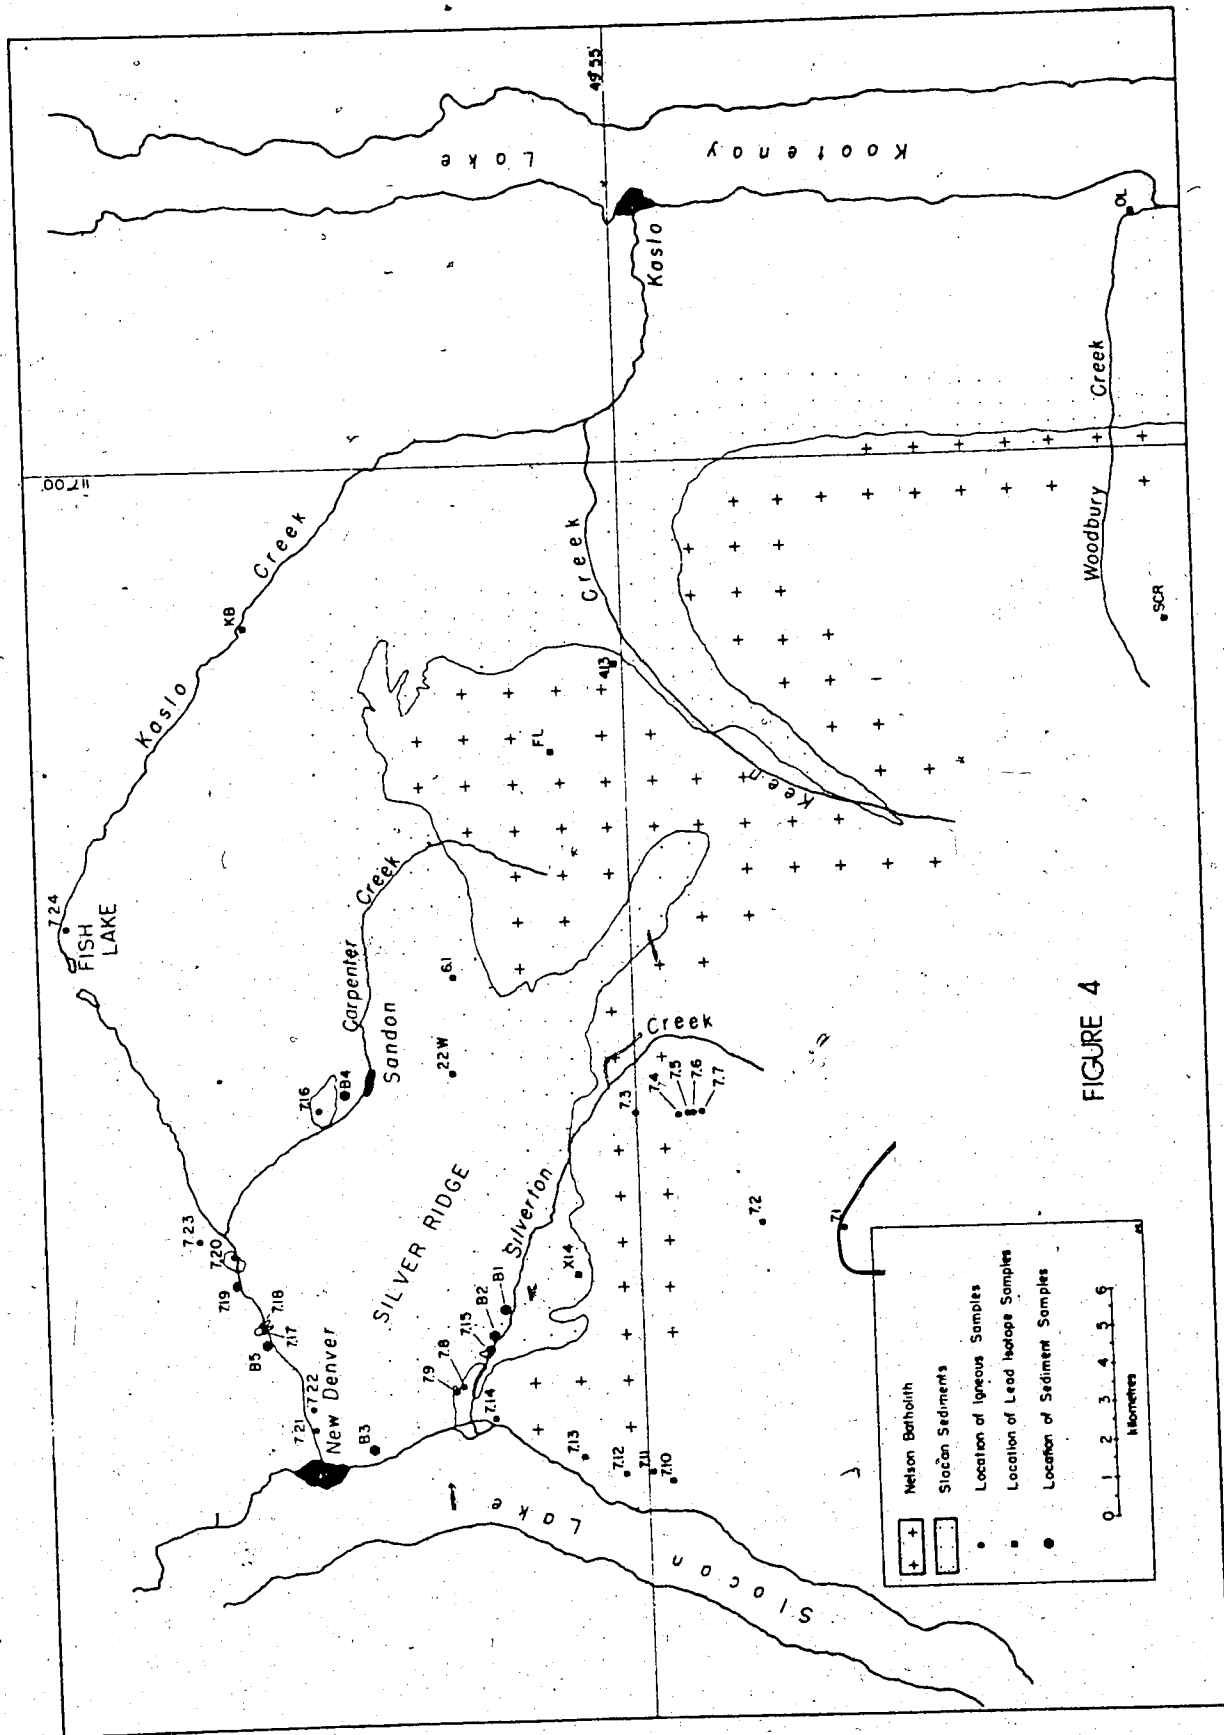 FISH
LAKE
7.24
Kaslo
Creek
KB
117°00'
49°55'
Lake
Kootenay
Kaslo
Creek
Keen
Woodbury
Creek
OL
SCR
413
FL
Carpenter
Creek
Sandon
B4
7.16
6.1
22W
7.23
7.20
7.19
7.18
7.17
B5
7.22
7.21
New Denver
B3
SILVER RIDGE
Silverton
Creek
B1
B2
7.15
7.8
7.9
7.14
X14
7.13
7.12
7.11
7.10
7.3
7.4
7.5
7.6
7.7
7.2
7.1
Slocan
Lake
Nelson Batholith
Slocan Sediments
Location of Igneous Samples
Location of Lead Isotope Samples
Location of Sediment Samples
0 1 2 3 4 5 6
kilometres
FIGURE 4